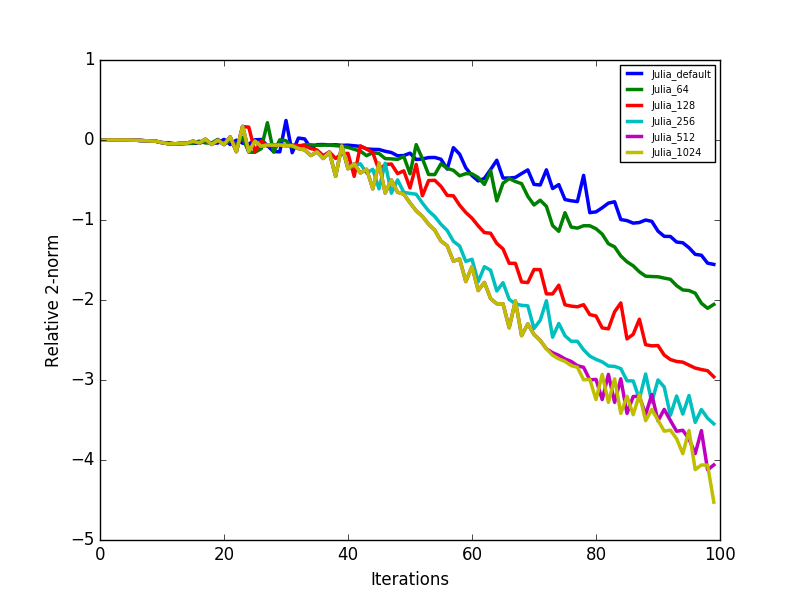 1
0
−1
−2
−3
−4
−5
0 20 40 60 80 100
Relative 2-norm
Iterations
Julia_default
Julia_64
Julia_128
Julia_256
Julia_512
Julia_1024